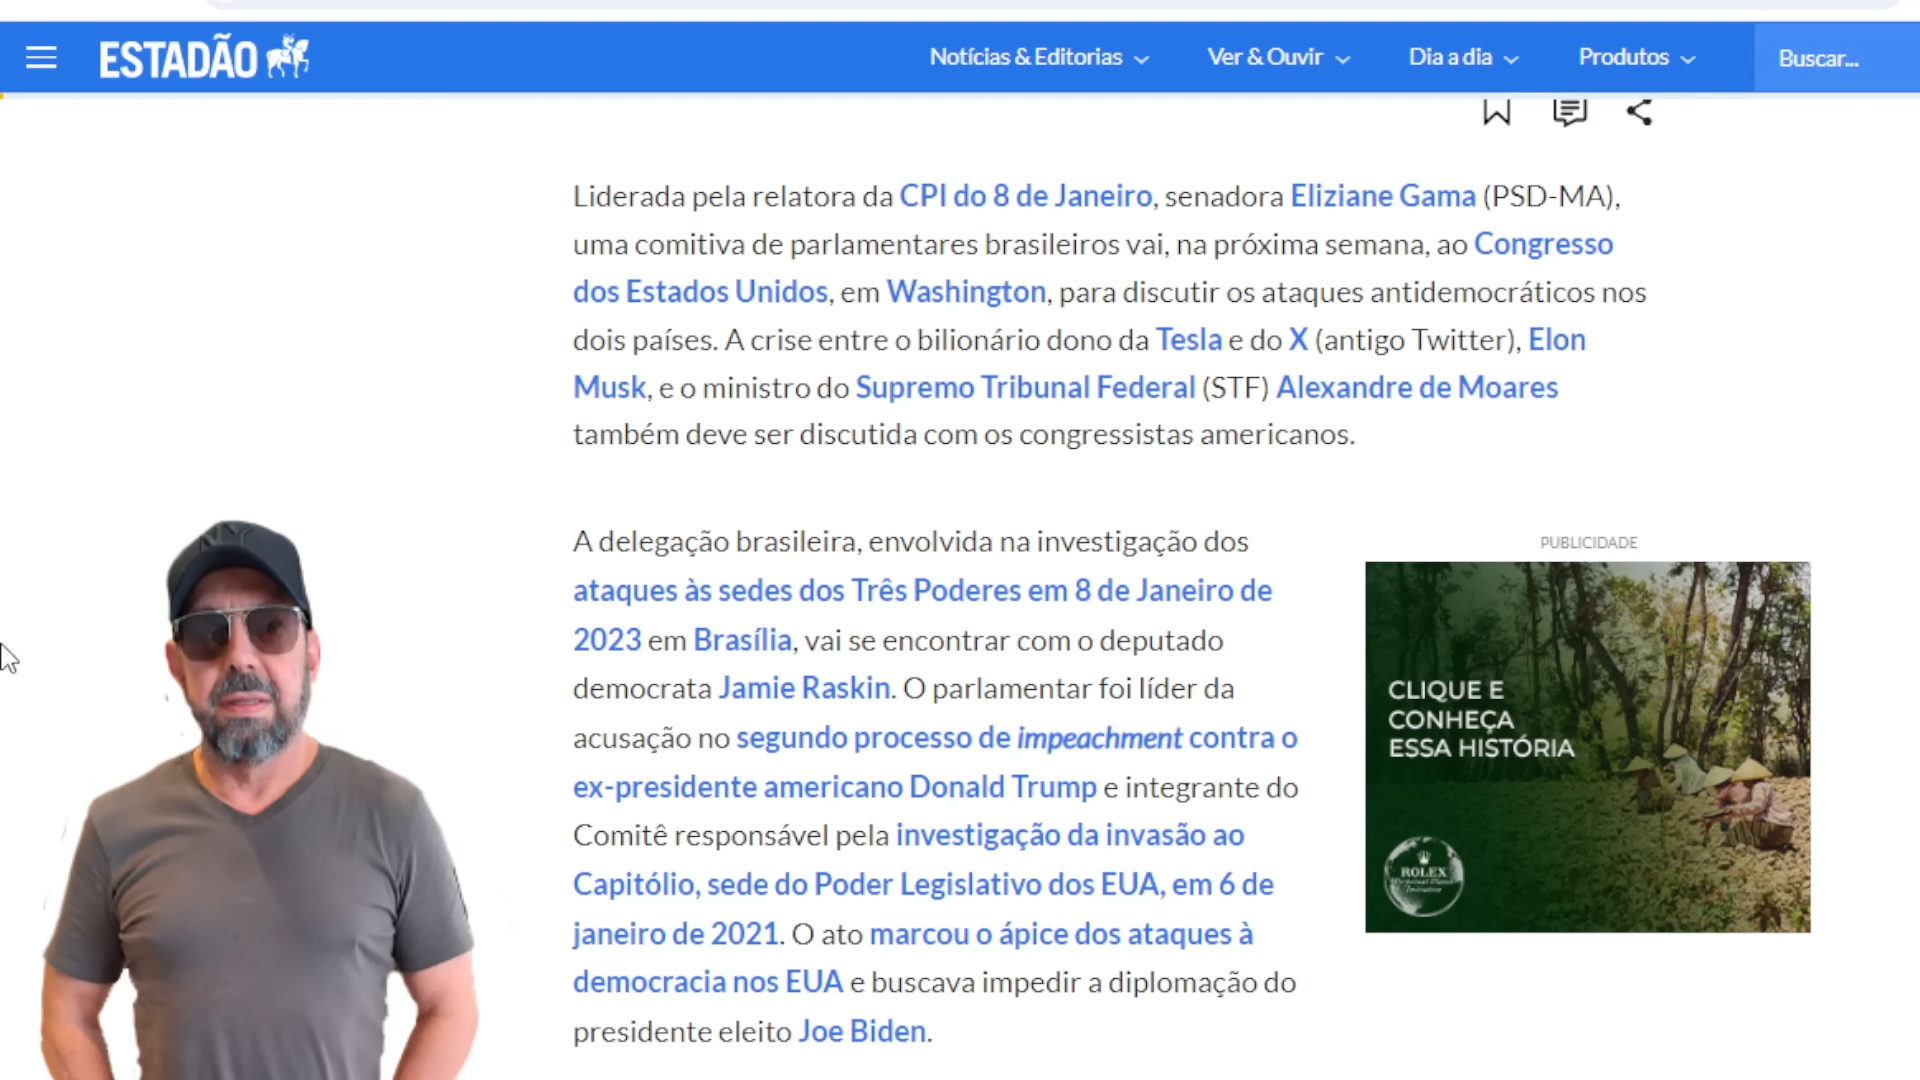 ESTADÃO
Notícias & Editorias
Ver & Ouvir
Dia a dia
Produtos
Buscar...
Liderada pela relatora da CPI do 8 de Janeiro, senadora Eliziane Gama (PSD-MA),
uma comitiva de parlamentares brasileiros vai, na próxima semana, ao Congresso
dos Estados Unidos, em Washington, para discutir os ataques antidemocráticos nos
dois países. A crise entre o bilionário dono da Tesla e do X (antigo Twitter), Elon
Musk, e o ministro do Supremo Tribunal Federal (STF) Alexandre de Moares
também deve ser discutida com os congressistas americanos.
A delegação brasileira, envolvida na investigação dos
ataques às sedes dos Três Poderes em 8 de Janeiro de
2023 em Brasília, vai se encontrar com o deputado
democrata Jamie Raskin. O parlamentar foi líder da
acusação no segundo processo de impeachment contra o
ex-presidente americano Donald Trump e integrante do
Comitê responsável pela investigação da invasão ao
Capitólio, sede do Poder Legislativo dos EUA, em 6 de
janeiro de 2021. O ato marcou o ápice dos ataques à
democracia nos EUA e buscava impedir a diplomação do
presidente eleito Joe Biden.
PUBLICIDADE
CLIQUE E
CONHEÇA
ESSA HISTÓRIA
ROLEX
NY